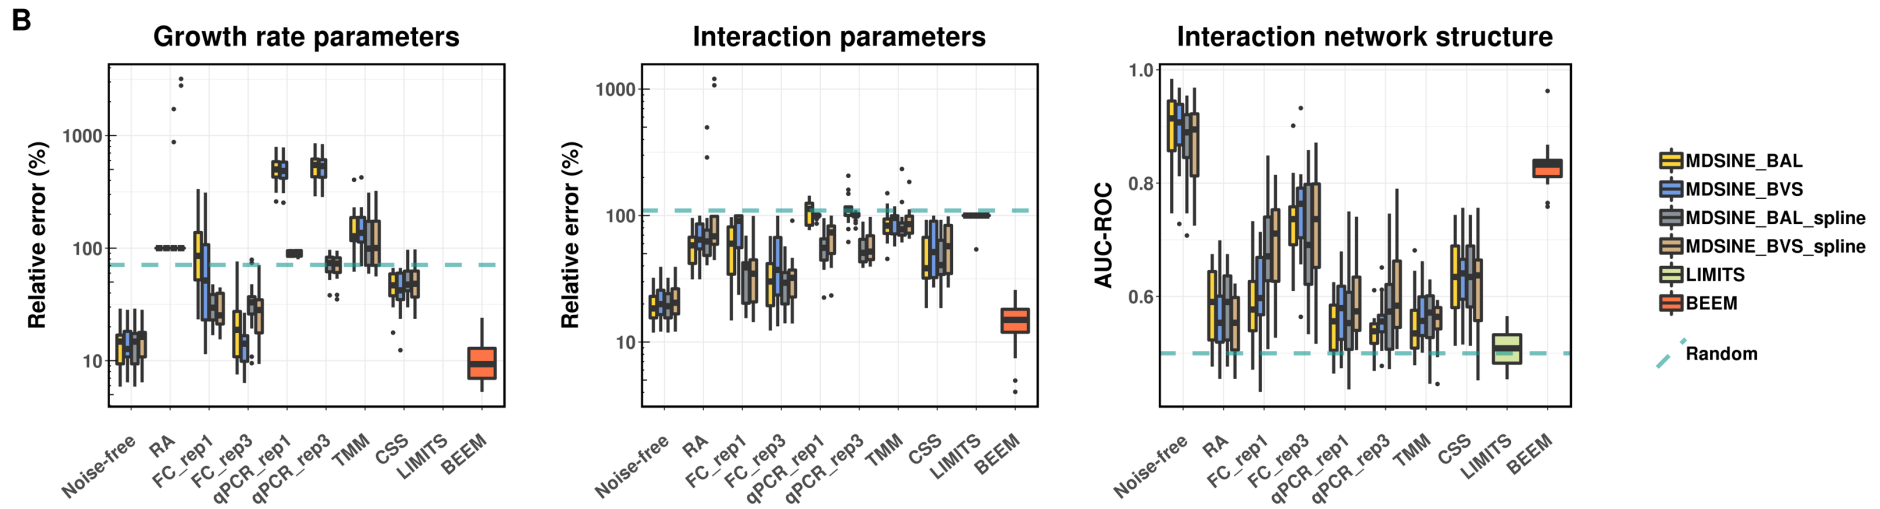 B
Growth rate parameters
Relative error (%)
1000
100
10
Noise-free
RA
FC_rep1
FC_rep3
qPCR_rep1
qPCR_rep3
TMM
CSS
LIMITS
BEEM
Interaction parameters
Relative error (%)
1000
100
10
Noise-free
RA
FC_rep1
FC_rep3
qPCR_rep1
qPCR_rep3
TMM
CSS
LIMITS
BEEM
Interaction network structure
AUC-ROC
1.0
0.8
0.6
Noise-free
RA
FC_rep1
FC_rep3
qPCR_rep1
qPCR_rep3
TMM
CSS
LIMITS
BEEM
MDSINE_BAL
MDSINE_BVS
MDSINE_BAL_spline
MDSINE_BVS_spline
LIMITS
BEEM
Random